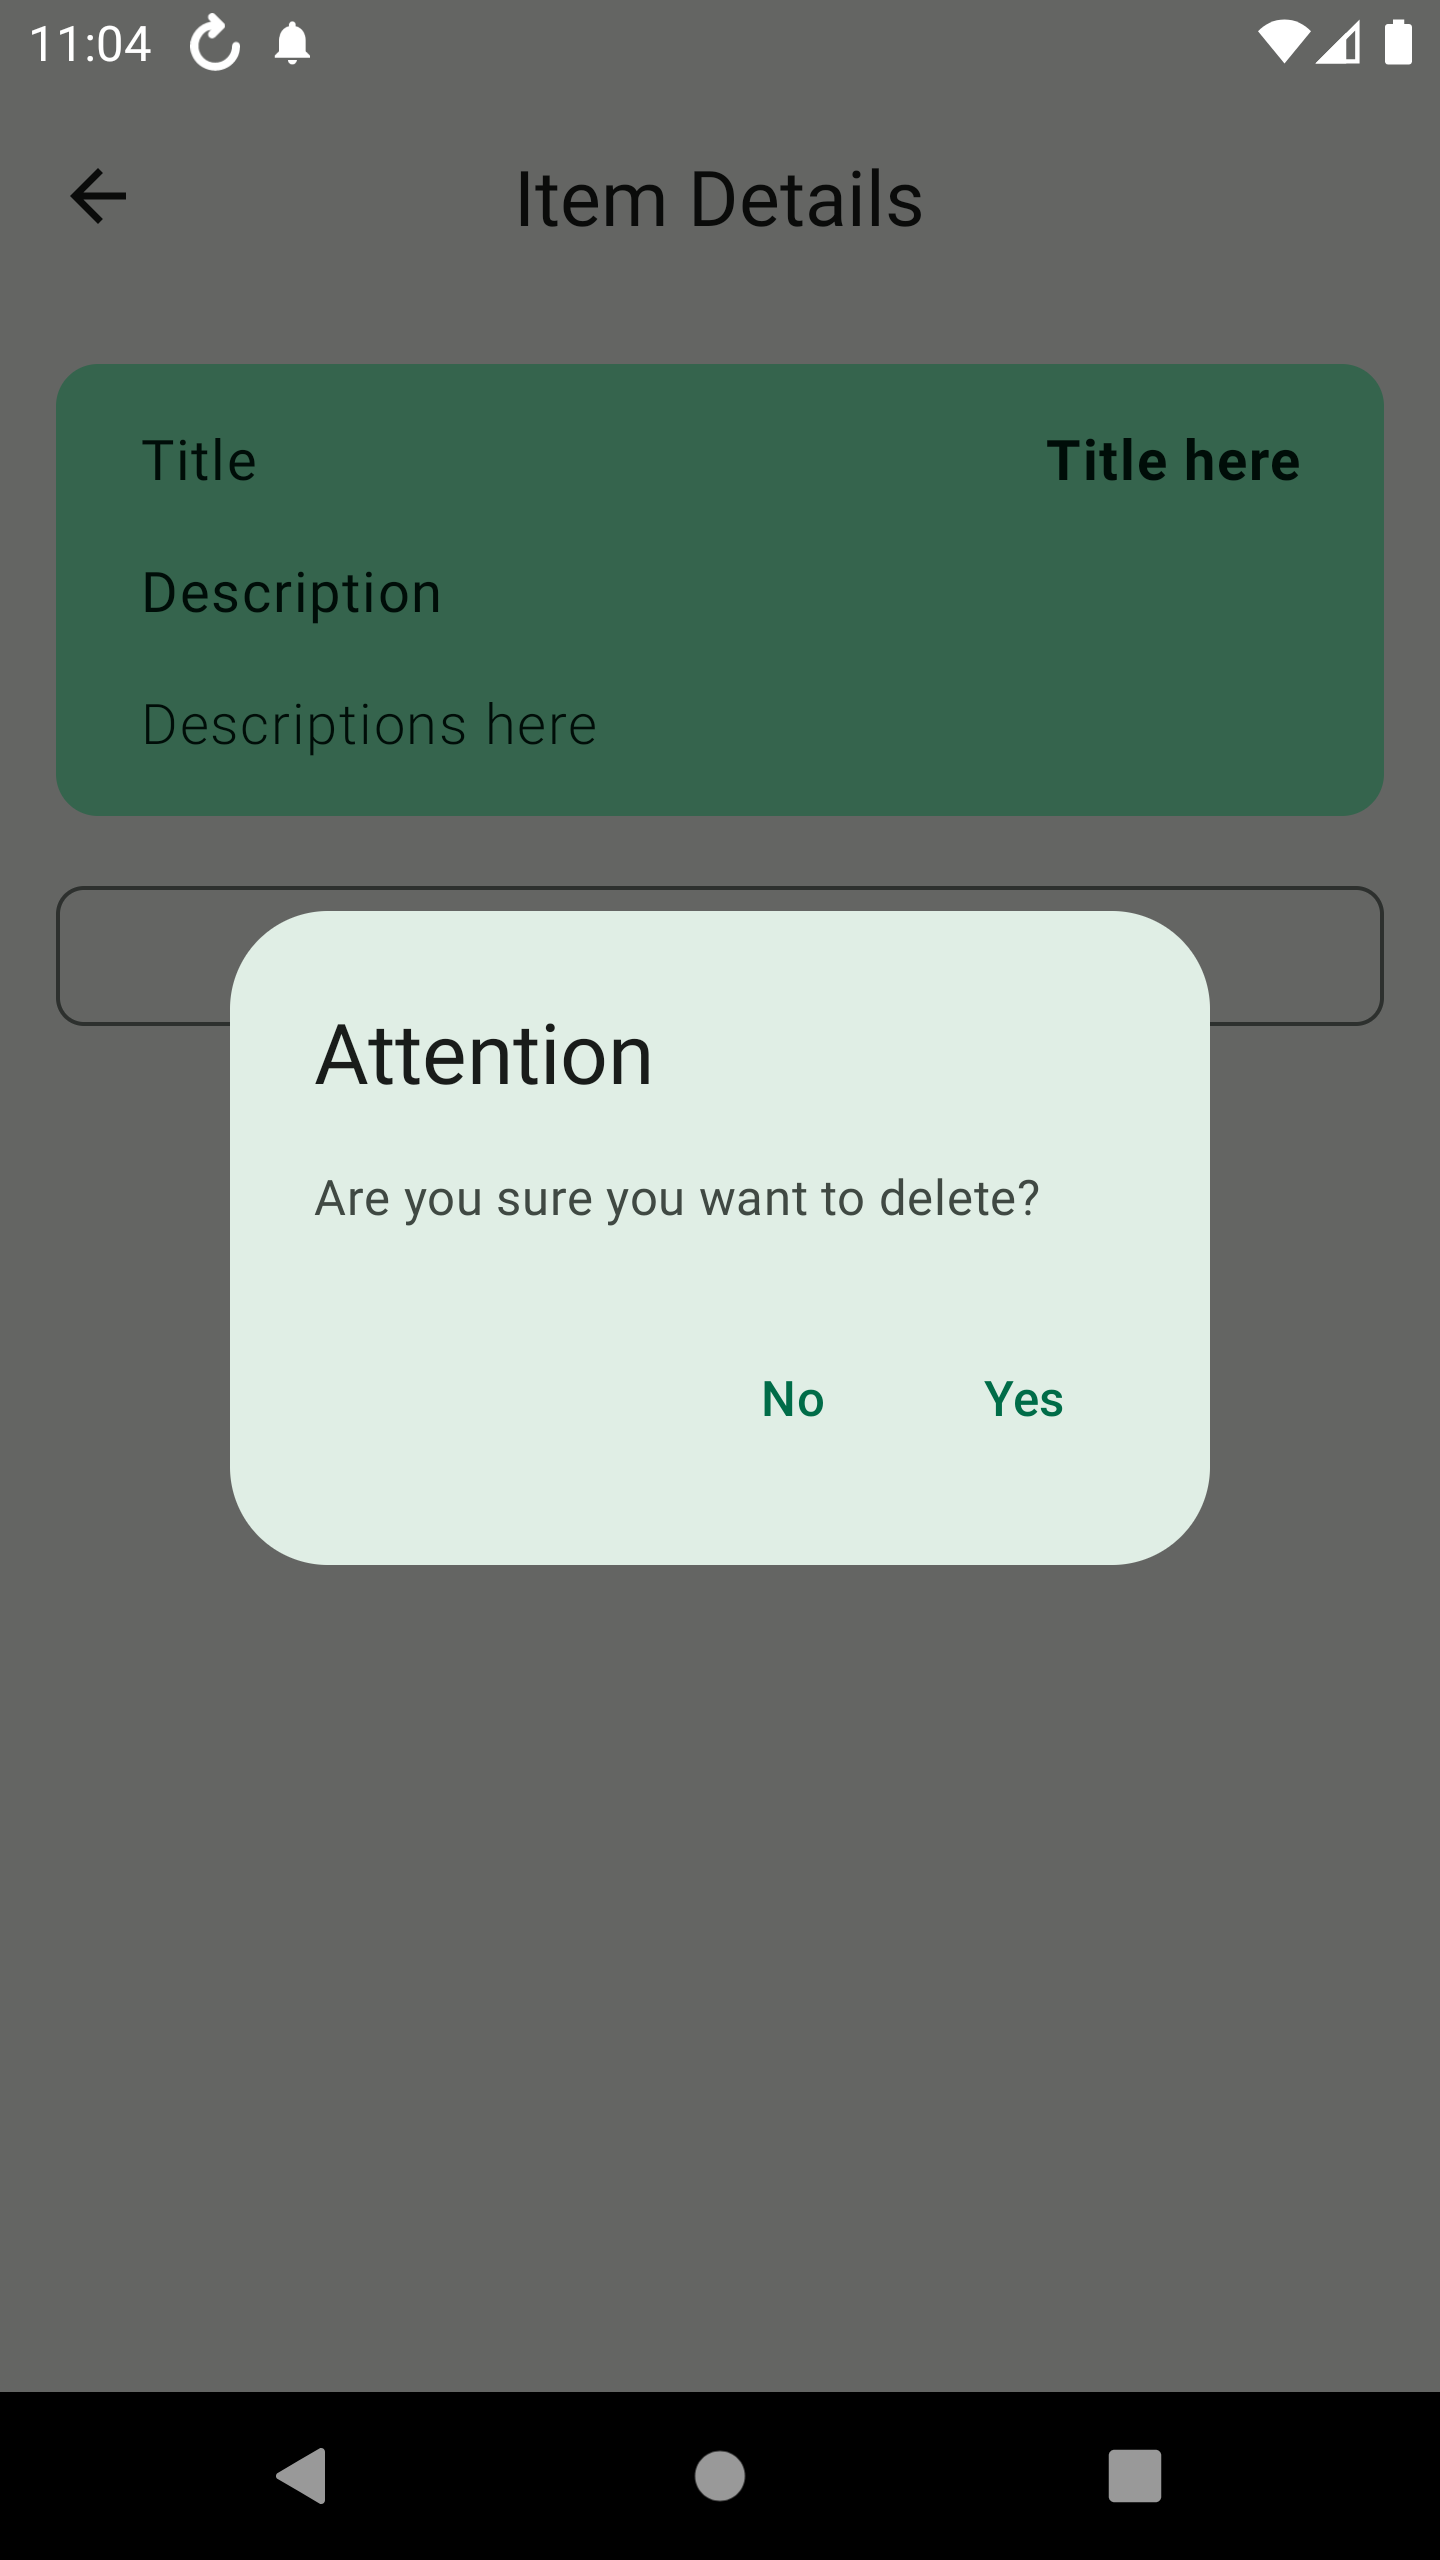 11:04
Item Details
Title
Title here
Description
Descriptions here
Attention
Are you sure you want to delete?
No
Yes